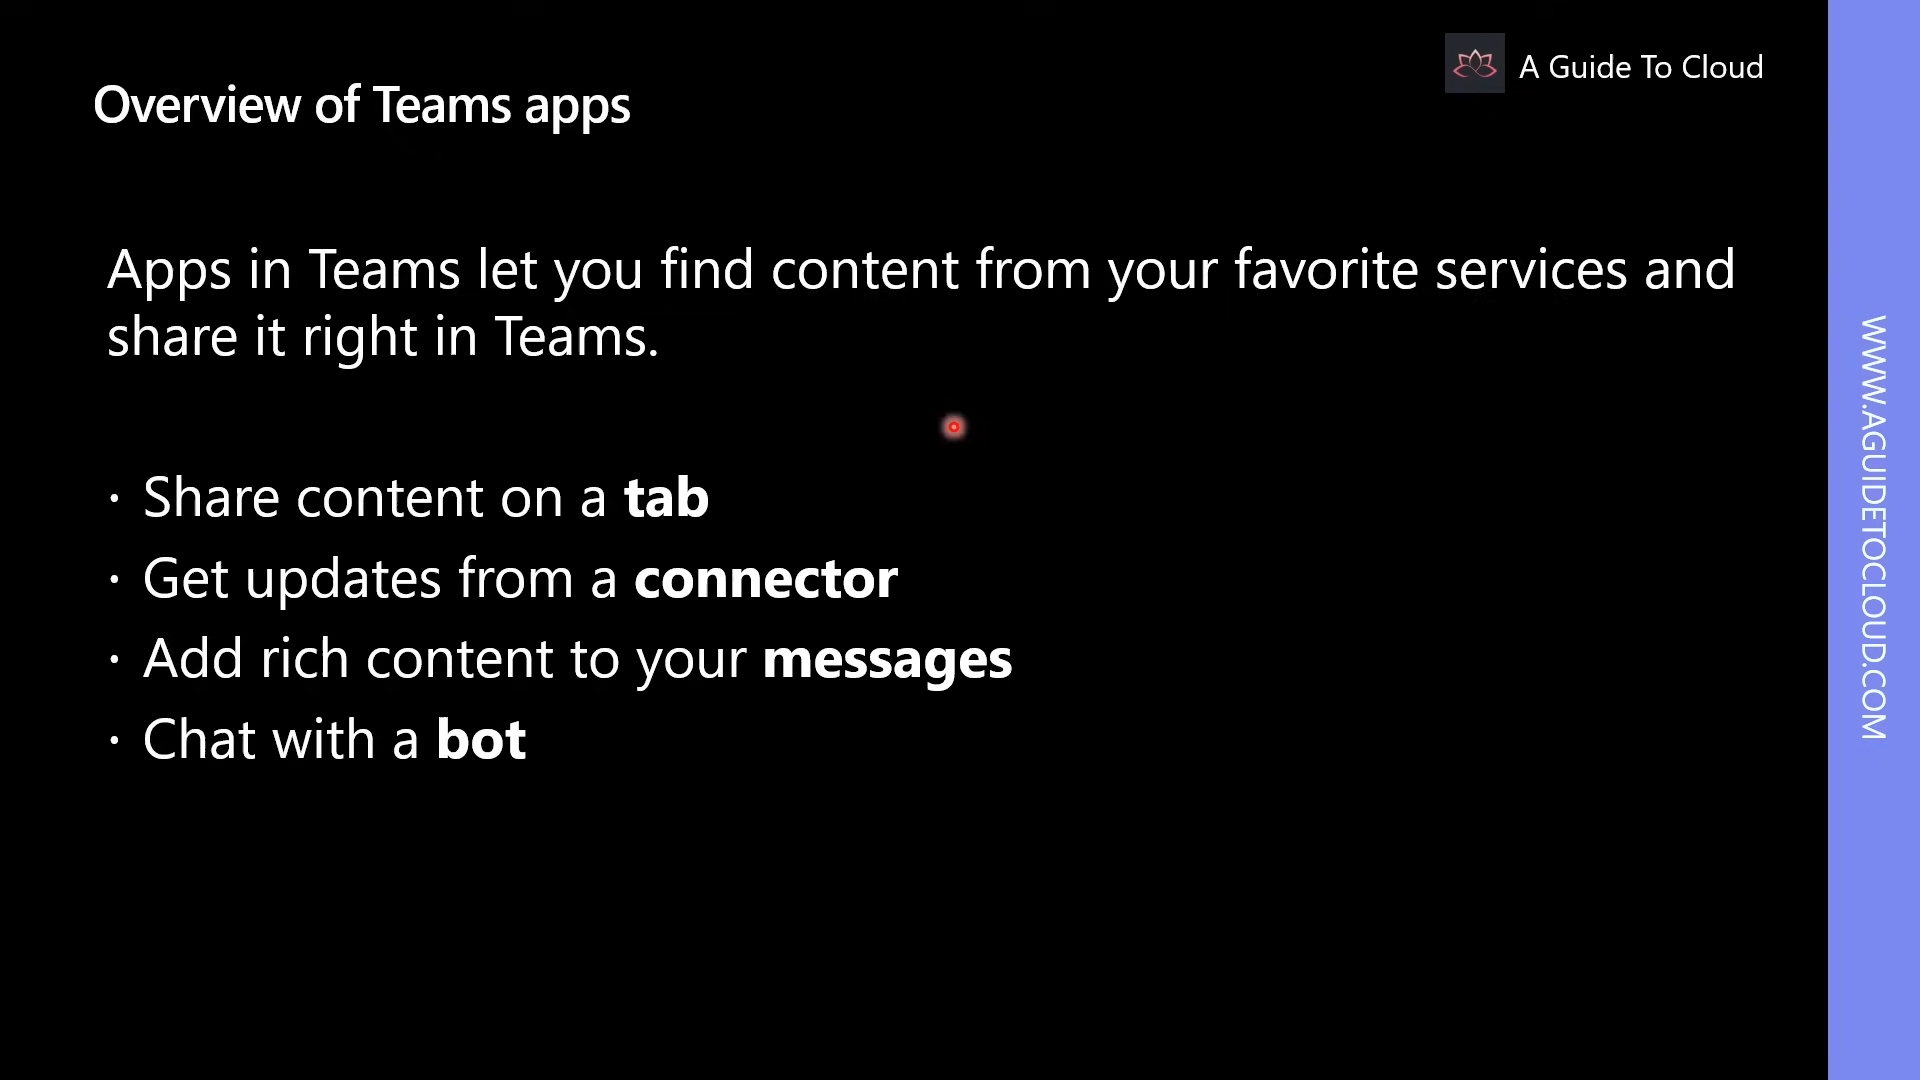 A Guide To Cloud
Overview of Teams apps
Apps in Teams let you find content from your favorite services and
share it right in Teams.
· Share content on a tab
· Get updates from a connector
· Add rich content to your messages
· Chat with a bot
WWW.AGUIDETOCLOUD.COM